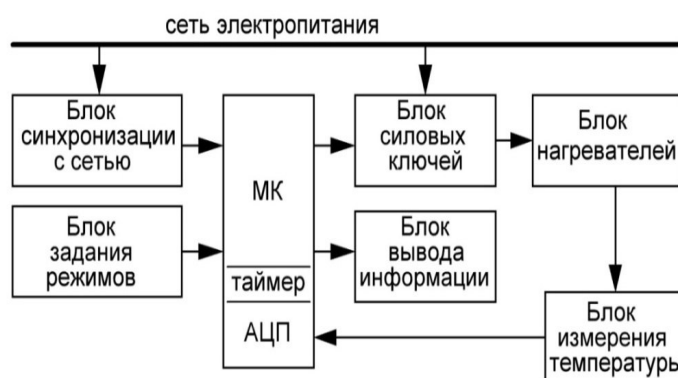 сеть электропитания
Блок
синхронизации
с сетью
МК
Блок
силовых
ключей
Блок
нагревателей
Блок
задания
режимов
Блок
вывода
информации
таймер
АЦП
Блок
измерения
температуры